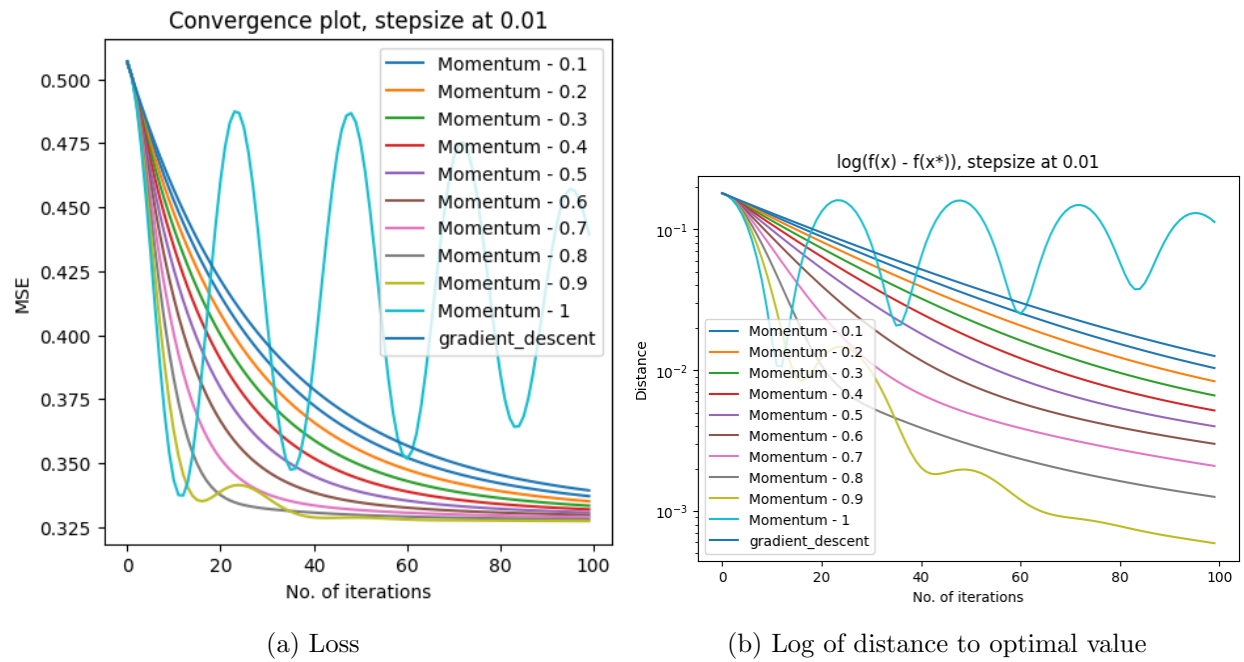 Convergence plot, stepsize at 0.01
MSE
0.500
0.475
0.450
0.425
0.400
0.375
0.350
0.325
0
20
40
60
80
100
No. of iterations
Momentum - 0.1
Momentum - 0.2
Momentum - 0.3
Momentum - 0.4
Momentum - 0.5
Momentum - 0.6
Momentum - 0.7
Momentum - 0.8
Momentum - 0.9
Momentum - 1
gradient_descent
(a) Loss
log(f(x) - f(x*)), stepsize at 0.01
Distance
10⁻¹
10⁻²
10⁻³
0
20
40
60
80
100
No. of iterations
Momentum - 0.1
Momentum - 0.2
Momentum - 0.3
Momentum - 0.4
Momentum - 0.5
Momentum - 0.6
Momentum - 0.7
Momentum - 0.8
Momentum - 0.9
Momentum - 1
gradient_descent
(b) Log of distance to optimal value